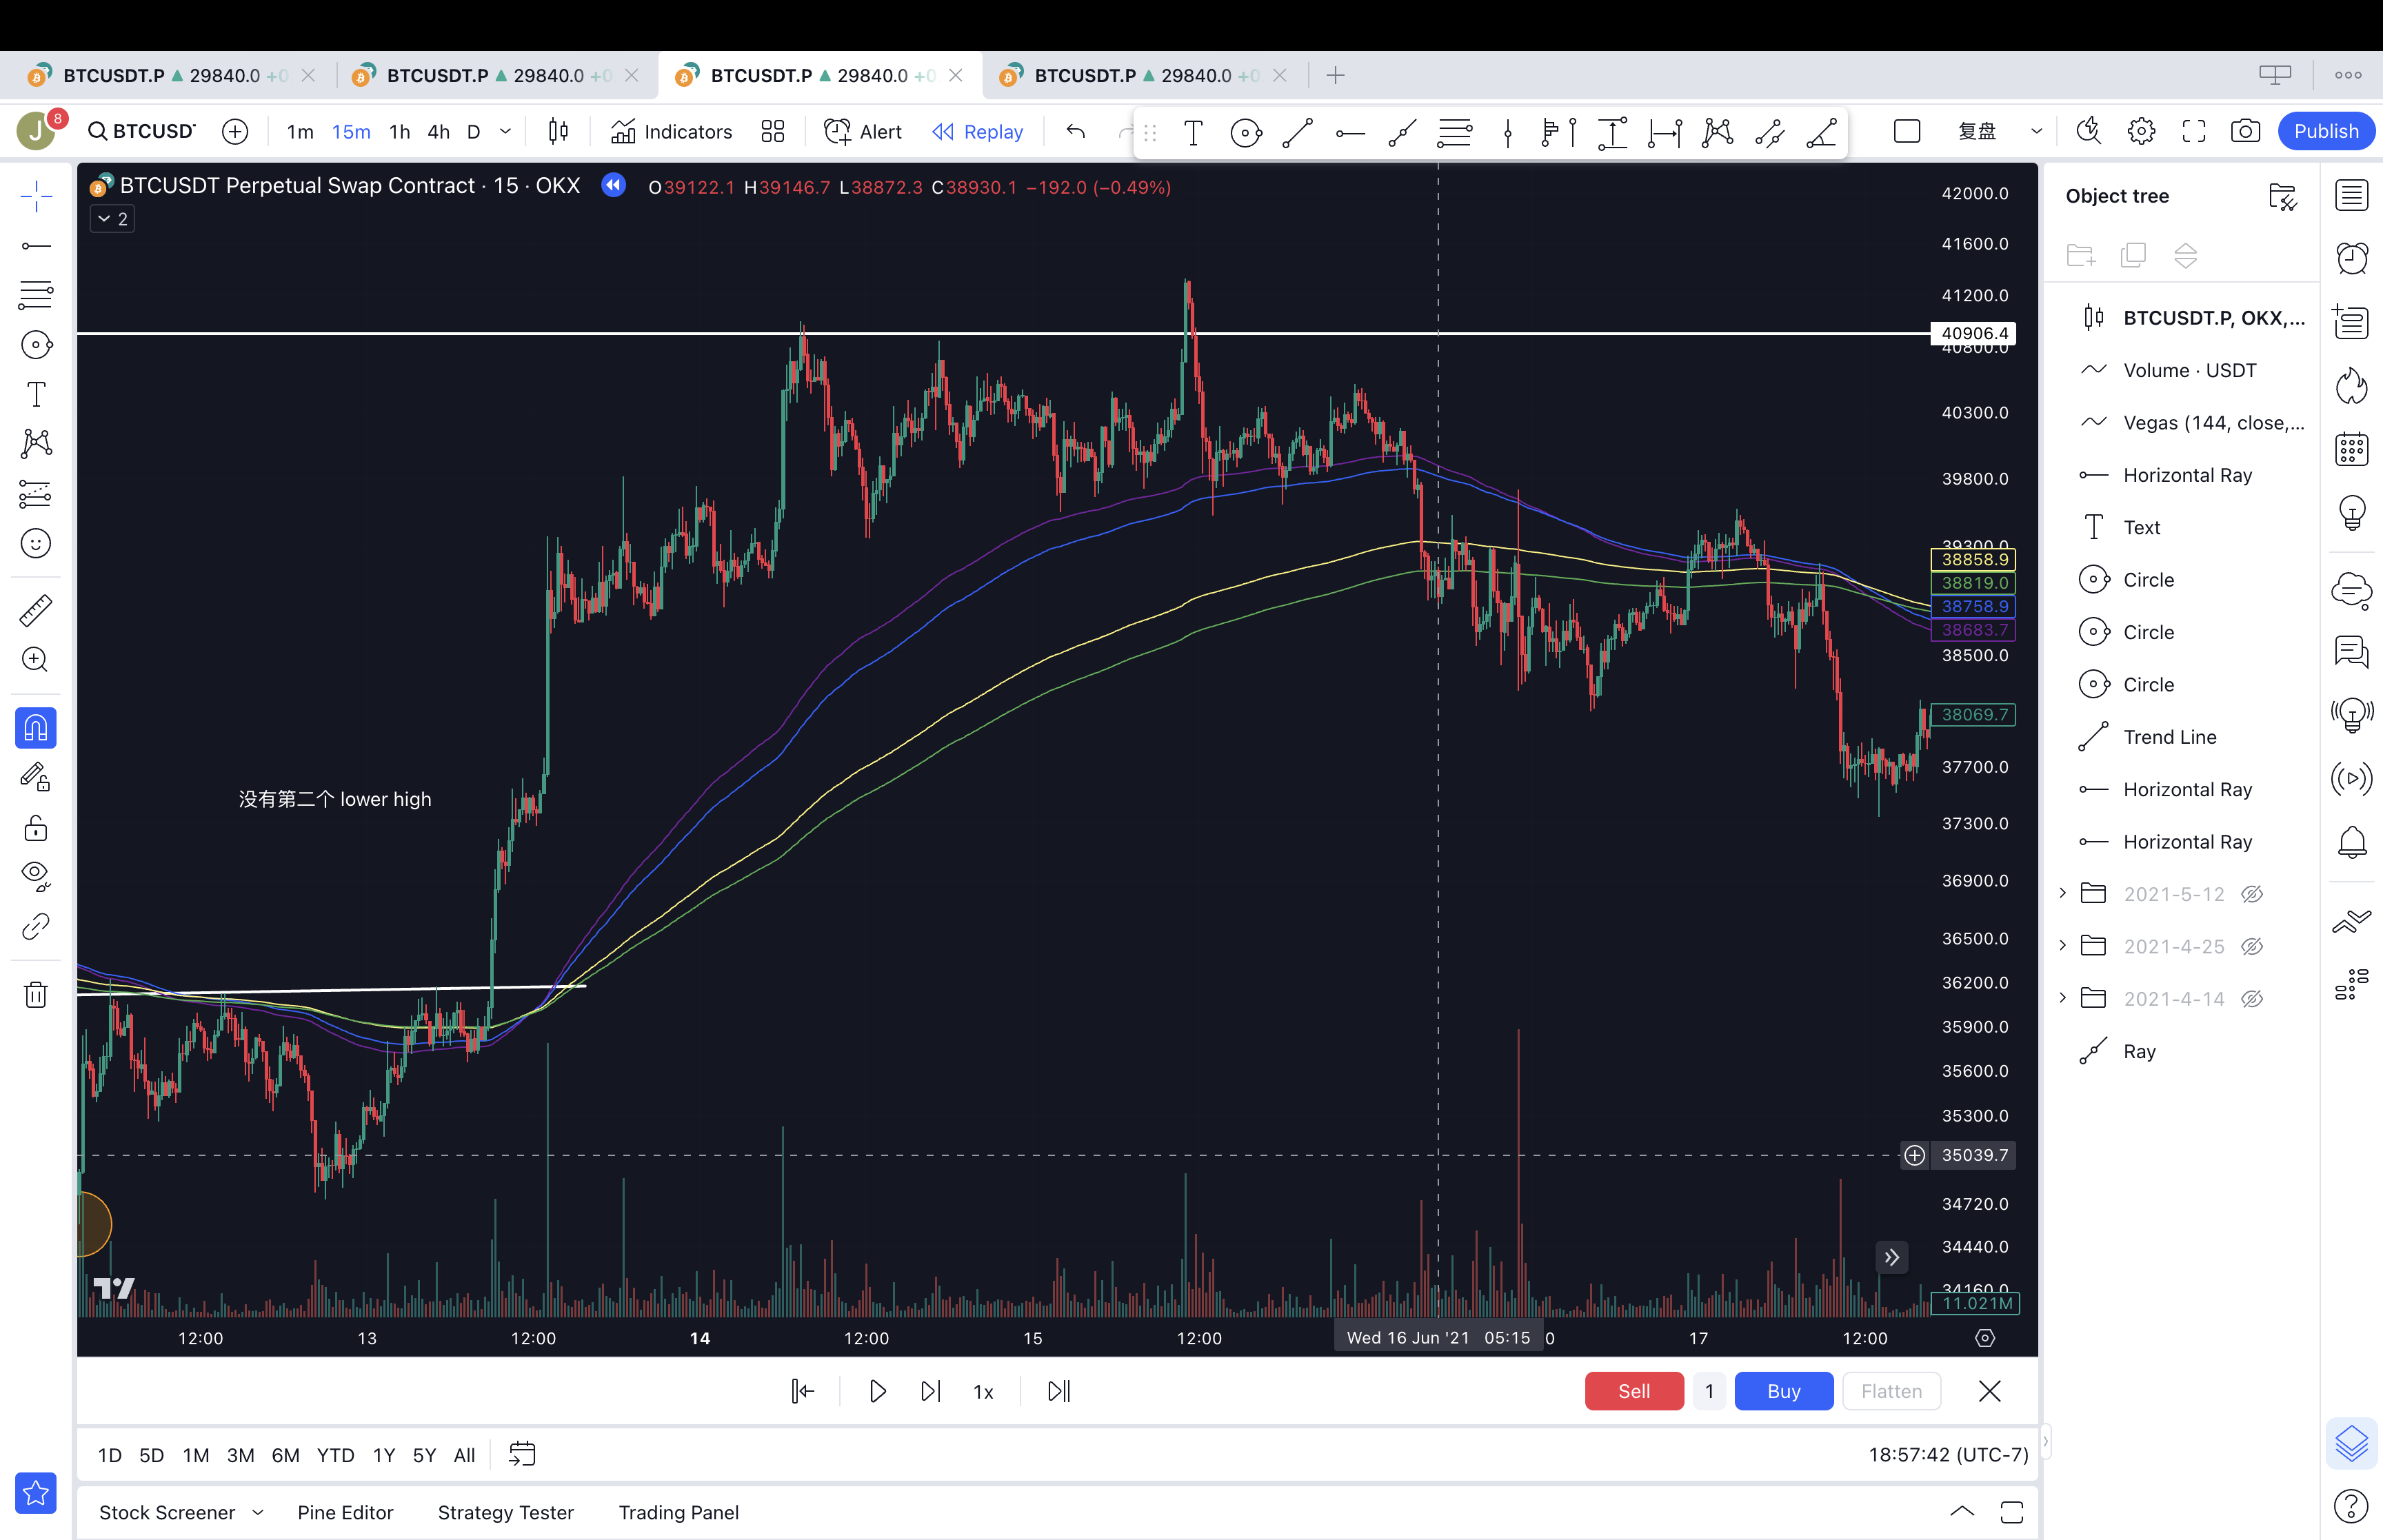 BTCUSDT.P 29840.0 +0
BTCUSDT.P 29840.0 +0
BTCUSDT.P 29840.0 +0
BTCUSDT.P 29840.0 +0
J 8 BTCUSDT 1m 15m 1h 4h D Indicators Alert Replay 复盘 Publish
BTCUSDT Perpetual Swap Contract · 15 · OKX O39122.1 H39146.7 L38872.3 C38930.1 −192.0 (−0.49%)
2
没有第二个 lower high
42000.0
41600.0
41200.0
40906.4
40800.0
40300.0
39800.0
39300.0
38858.9
38819.0
38758.9
38683.7
38500.0
38069.7
37700.0
37300.0
36900.0
36500.0
36200.0
35900.0
35600.0
35300.0
35039.7
34720.0
34440.0
34160.0
11.021M
12:00 13 12:00 14 12:00 15 12:00 Wed 16 Jun '21 05:15 0 17 12:00
1x Sell 1 Buy Flatten
1D 5D 1M 3M 6M YTD 1Y 5Y All 18:57:42 (UTC-7)
Stock Screener Pine Editor Strategy Tester Trading Panel
Object tree
BTCUSDT.P, OKX,...
Volume · USDT
Vegas (144, close,...
Horizontal Ray
Text
Circle
Circle
Circle
Trend Line
Horizontal Ray
Horizontal Ray
2021-5-12
2021-4-25
2021-4-14
Ray